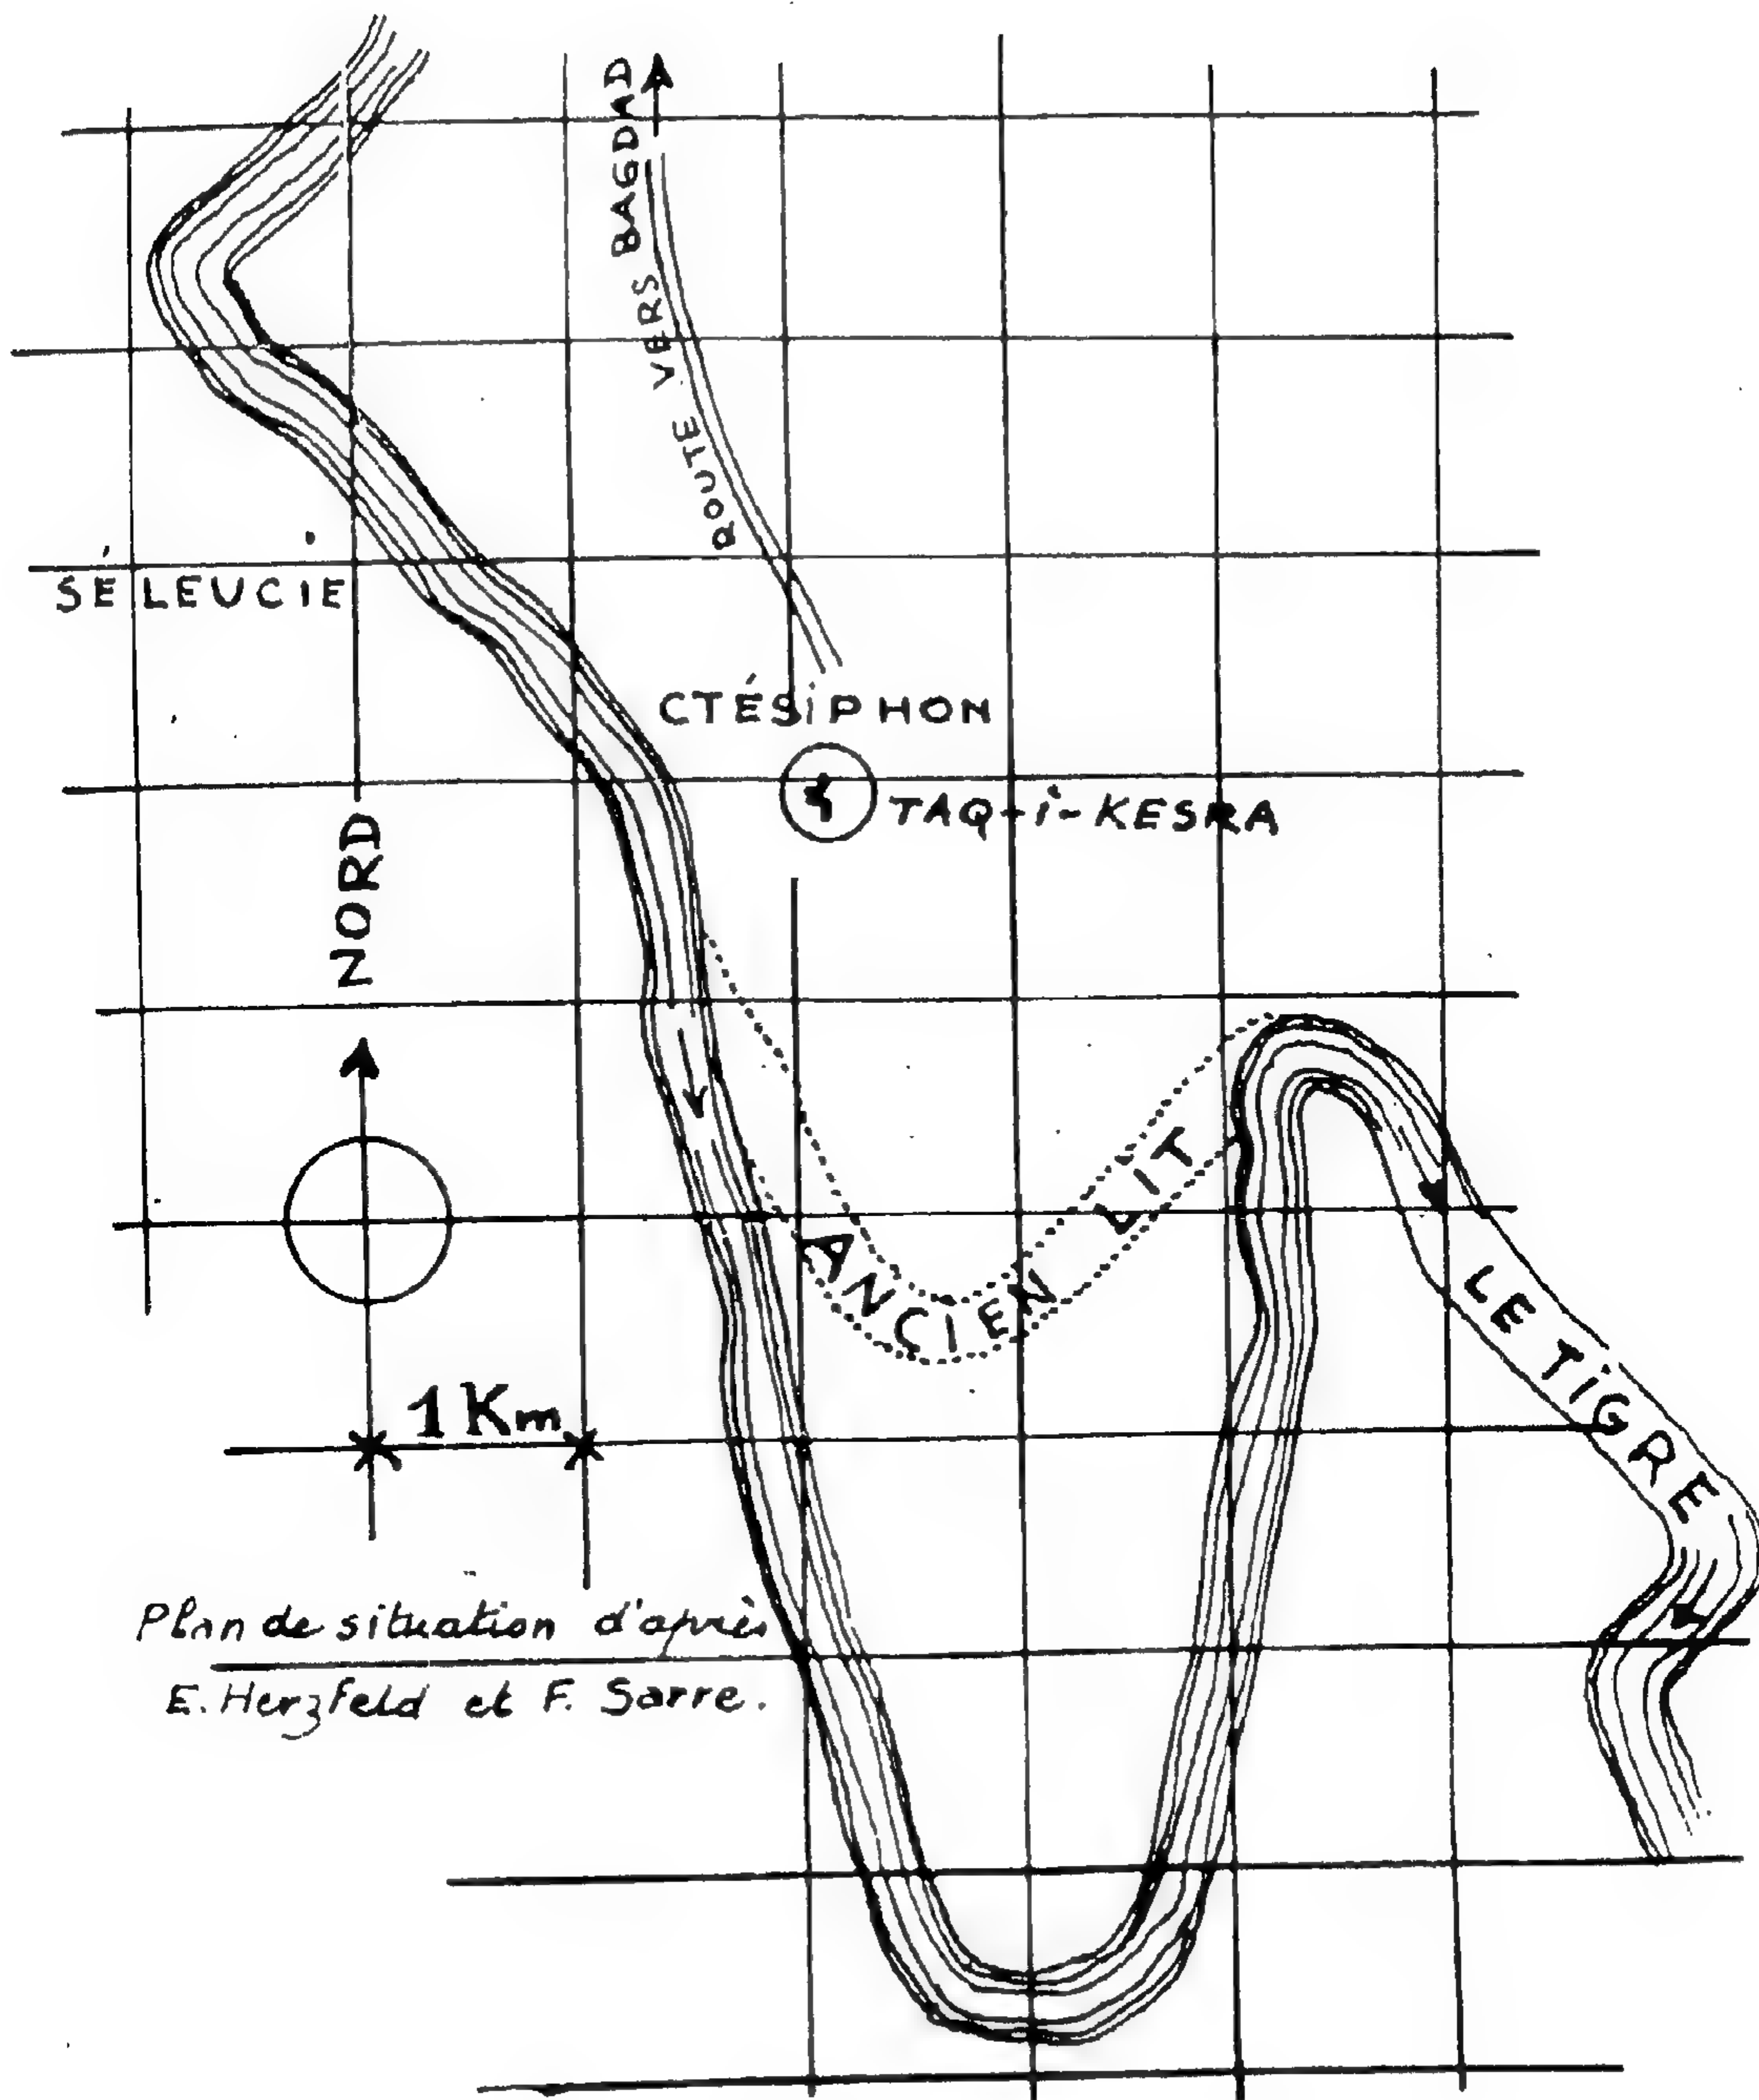 ROUTE VERS BAGDAD
SÉLEUCIE
CTÉSiPHON
TAQ-i-KESRA
NORD
ANCIEN LIT
LE TiGRE
1 Km
Plan de situation d'après
E. Herzfeld et F. Sarre.